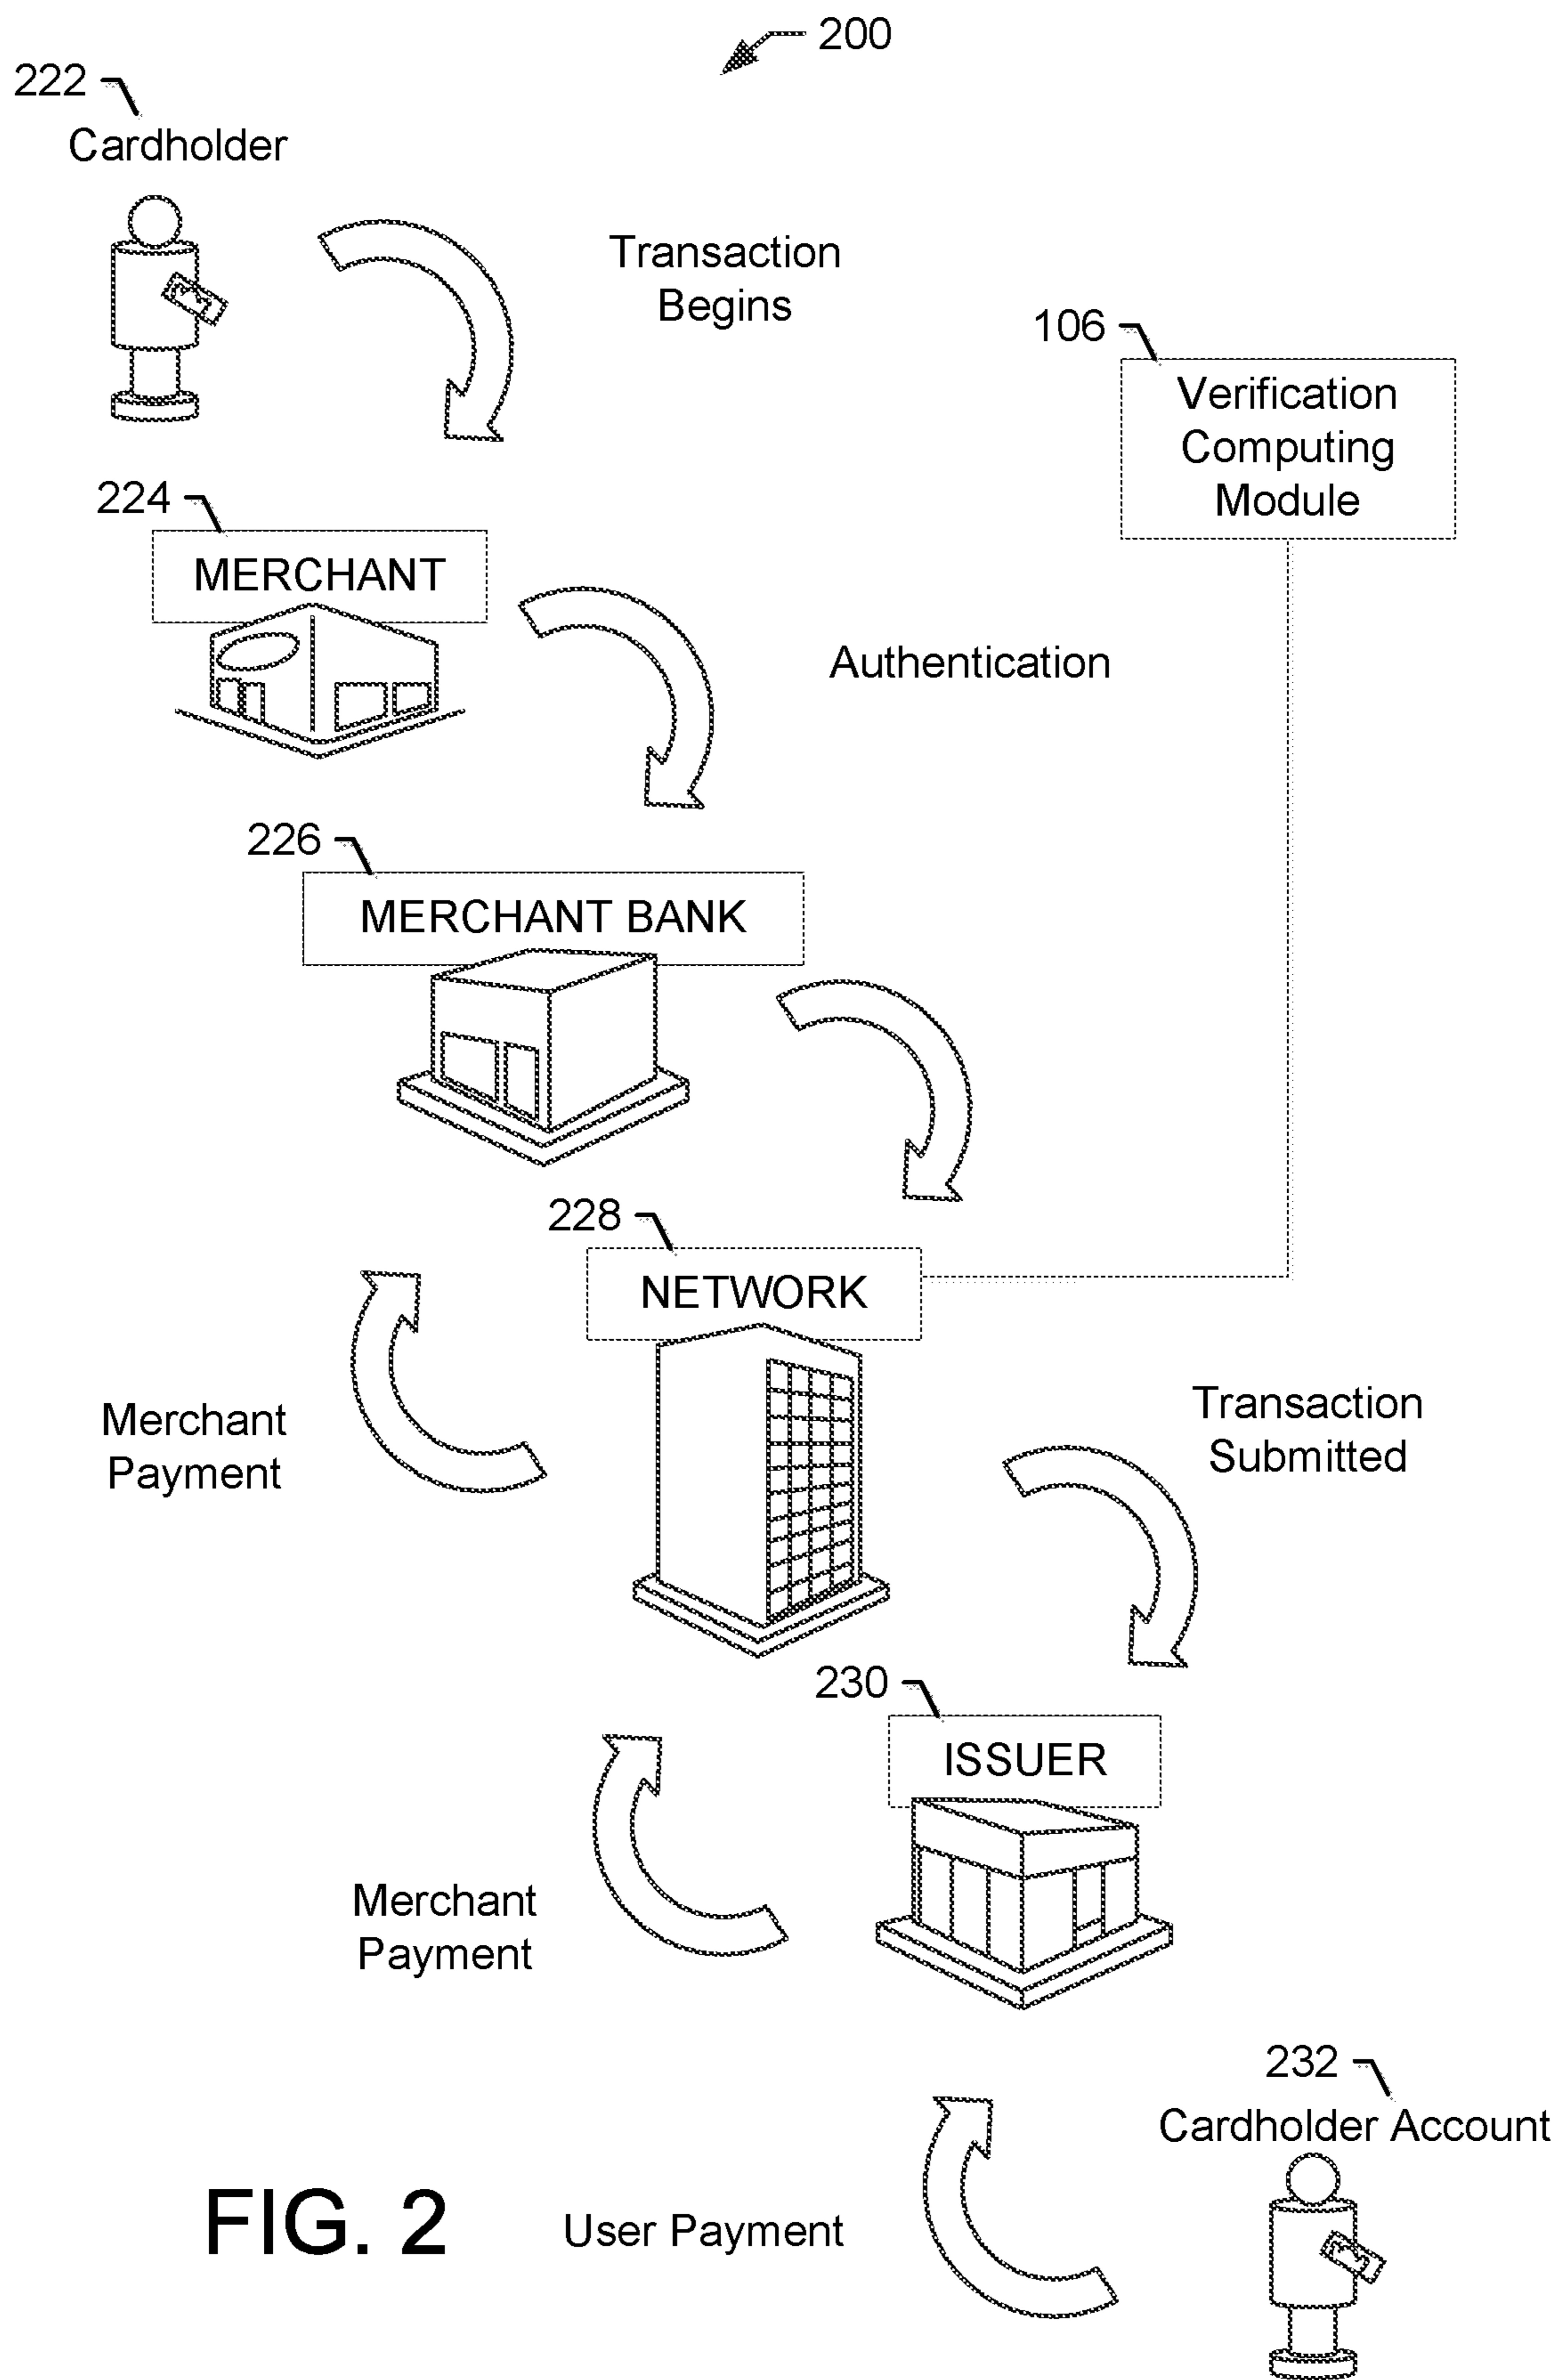 200
222
Cardholder
Transaction
Begins
106
Verification
Computing
Module
224
MERCHANT
Authentication
226
MERCHANT BANK
228
NETWORK
Merchant
Payment
Transaction
Submitted
230
ISSUER
Merchant
Payment
232
Cardholder Account
User Payment
FIG. 2